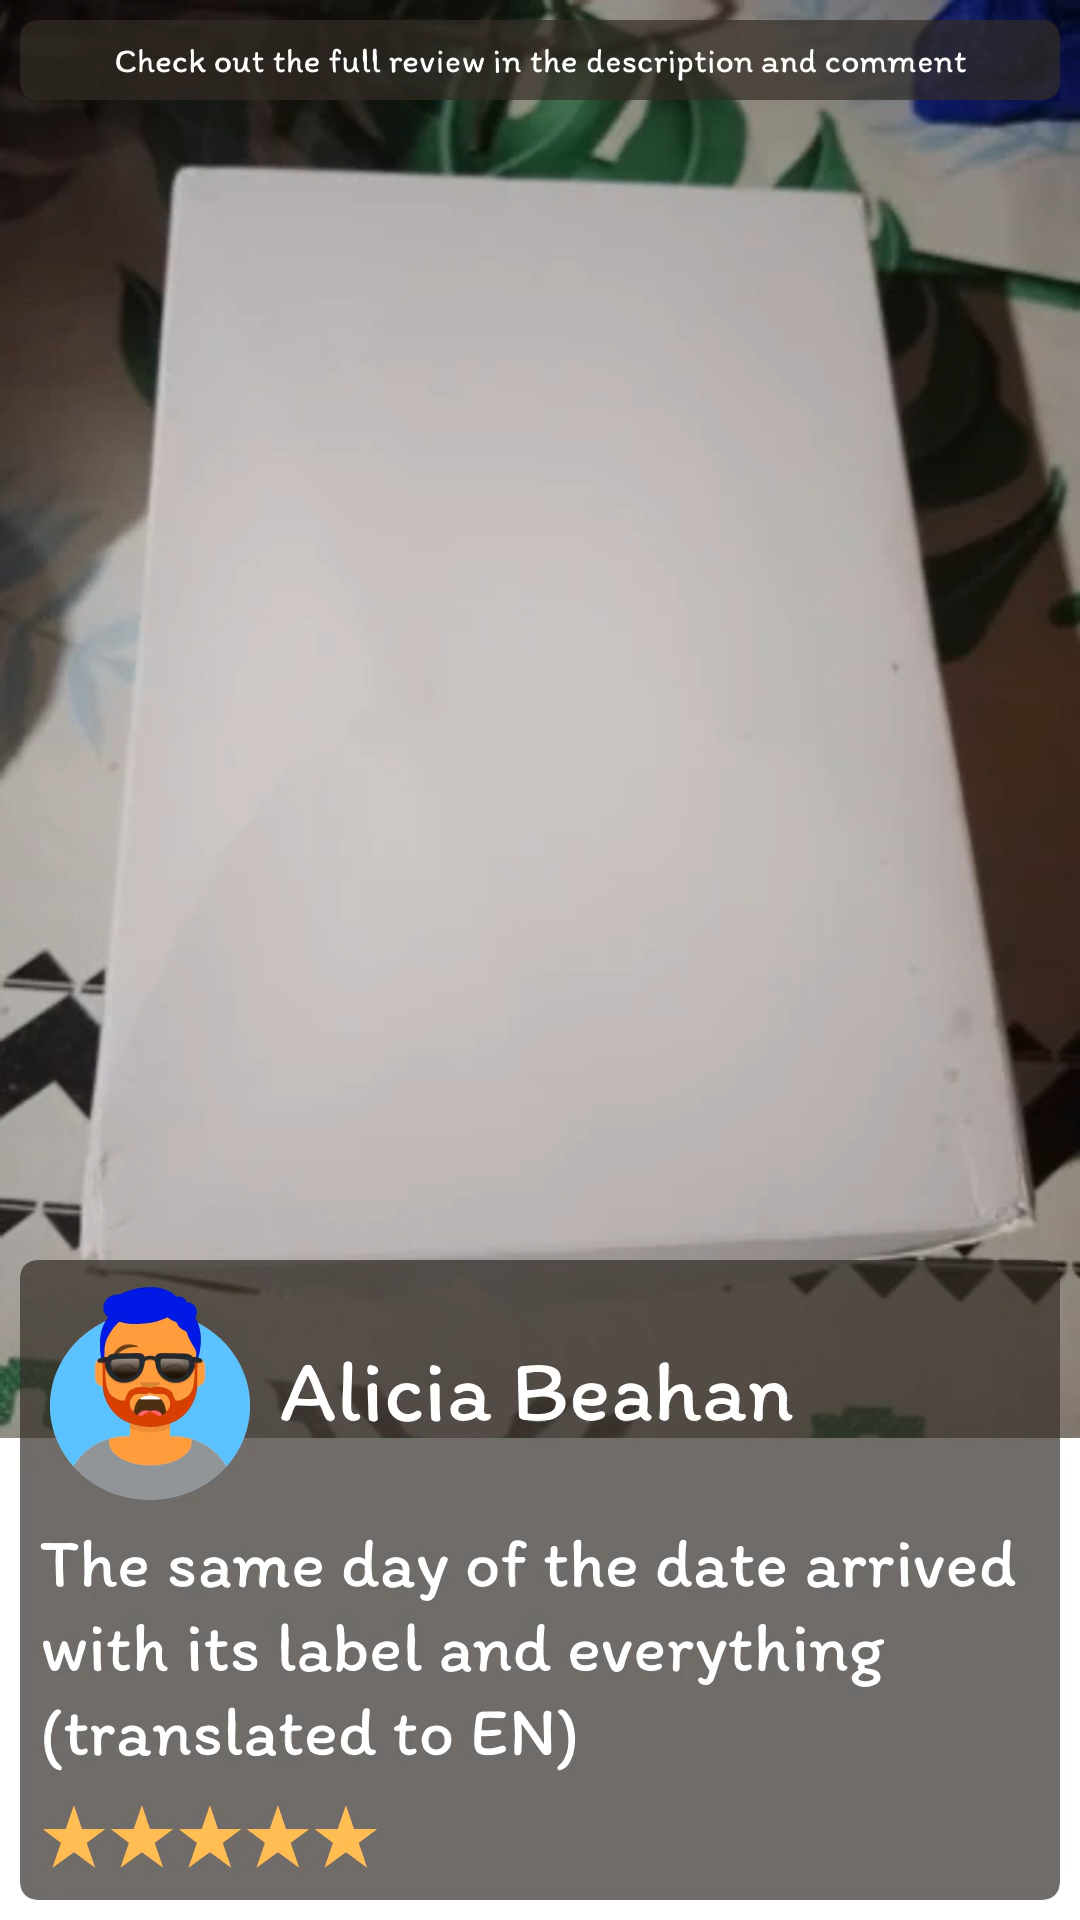 Check out the full review in the description and comment
Alicia Beahan
The same day of the date arrived
with its label and everything
(translated to EN)